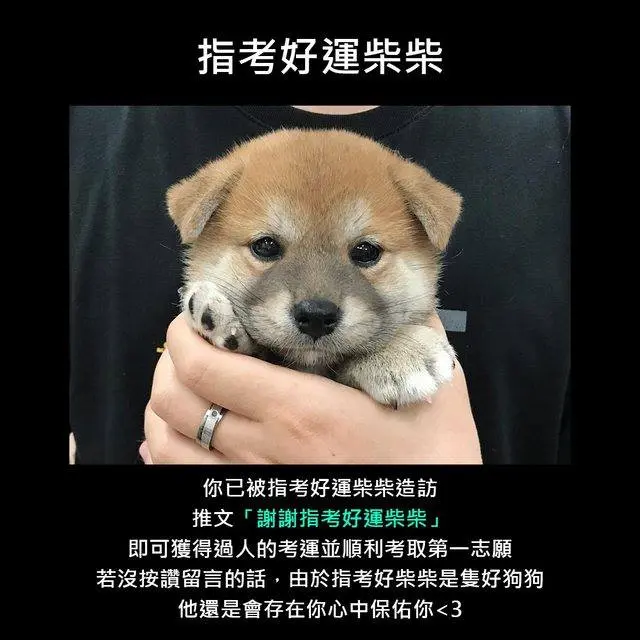 指考好運柴柴
你已被指考好運柴柴造訪
推文「謝謝指考好運柴柴」
即可獲得過人的考運並順利考取第一志願
若沒按讚留言的話，由於指考好柴柴是隻好狗狗
他還是會存在你心中保佑你<3